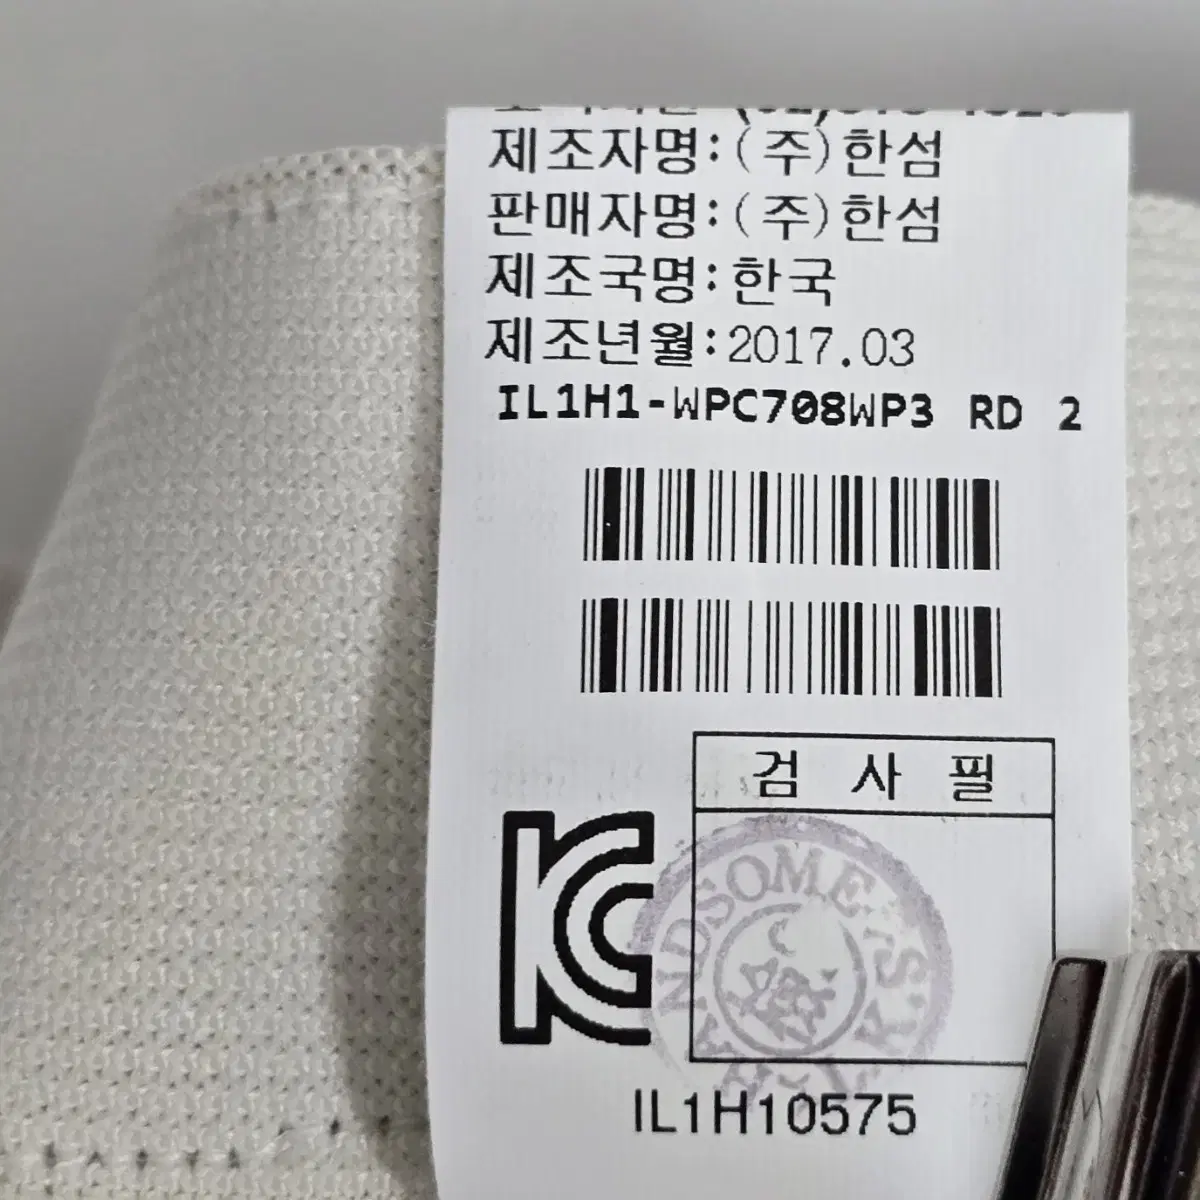 제조자명:(주)한섬
판매자명:(주)한섬
제조국명:한국
제조년월:2017.03
IL1H1-WPC708WP3 RD 2
검 사 필
IL1H10575